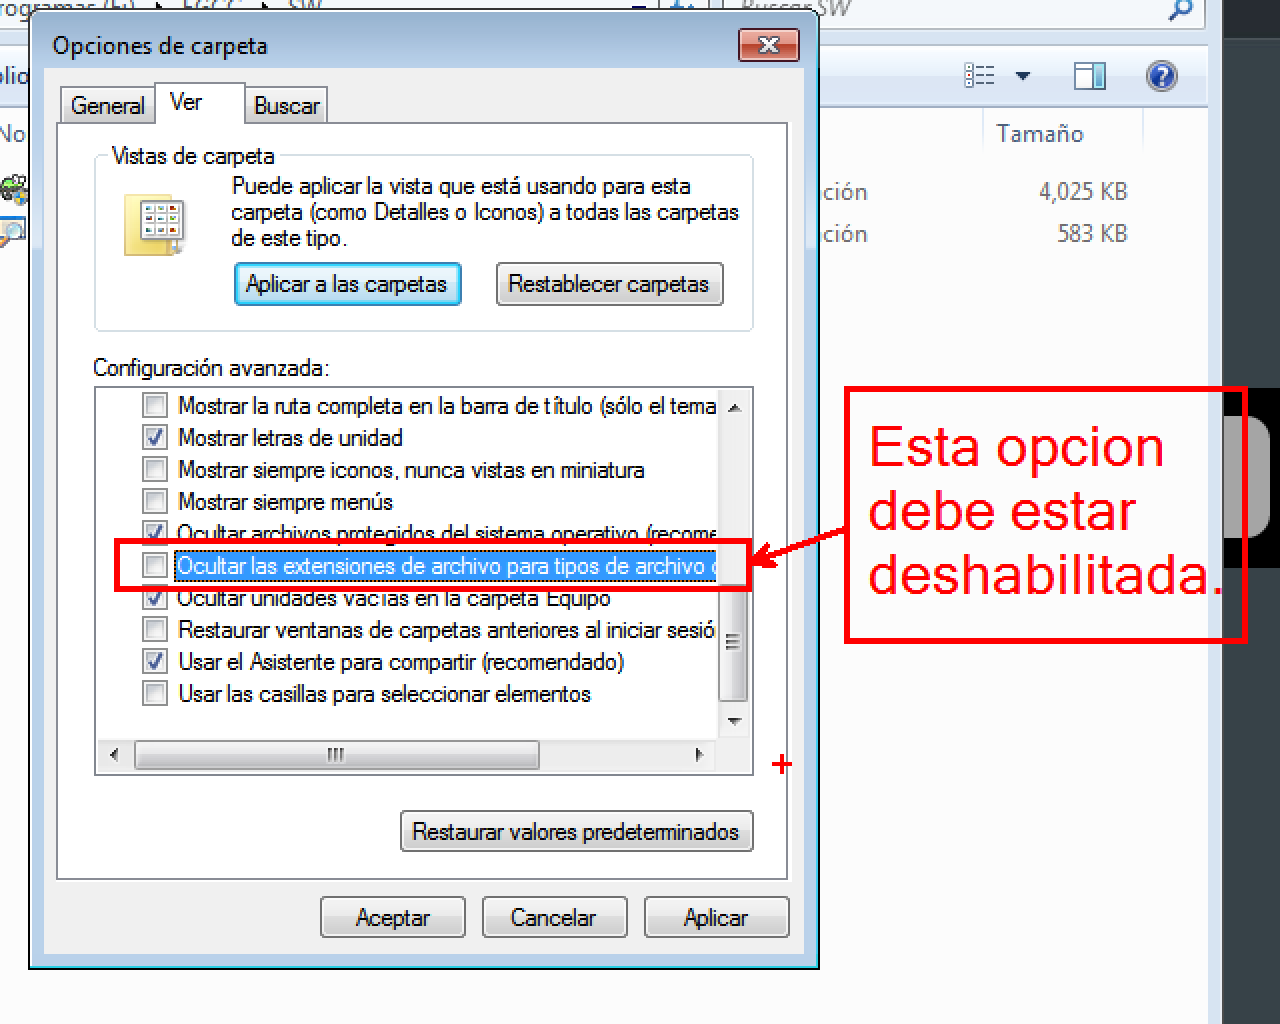 Buscar SW
Opciones de carpeta
General
Ver
Buscar
No
Tamaño
Vistas de carpeta
Puede aplicar la vista que está usando para esta
carpeta (como Detalles o Iconos) a todas las carpetas
de este tipo.
ción 4,025 KB
ción 583 KB
Aplicar a las carpetas
Restablecer carpetas
Configuración avanzada:
Mostrar la ruta completa en la barra de título (sólo el tema
Mostrar letras de unidad
Mostrar siempre iconos, nunca vistas en miniatura
Mostrar siempre menús
Ocultar archivos protegidos del sistema operativo (recome
Ocultar las extensiones de archivo para tipos de archivo c
Ocultar unidades vacías en la carpeta Equipo
Restaurar ventanas de carpetas anteriores al iniciar sesió
Usar el Asistente para compartir (recomendado)
Usar las casillas para seleccionar elementos
Esta opcion
debe estar
deshabilitada.
Restaurar valores predeterminados
Aceptar
Cancelar
Aplicar